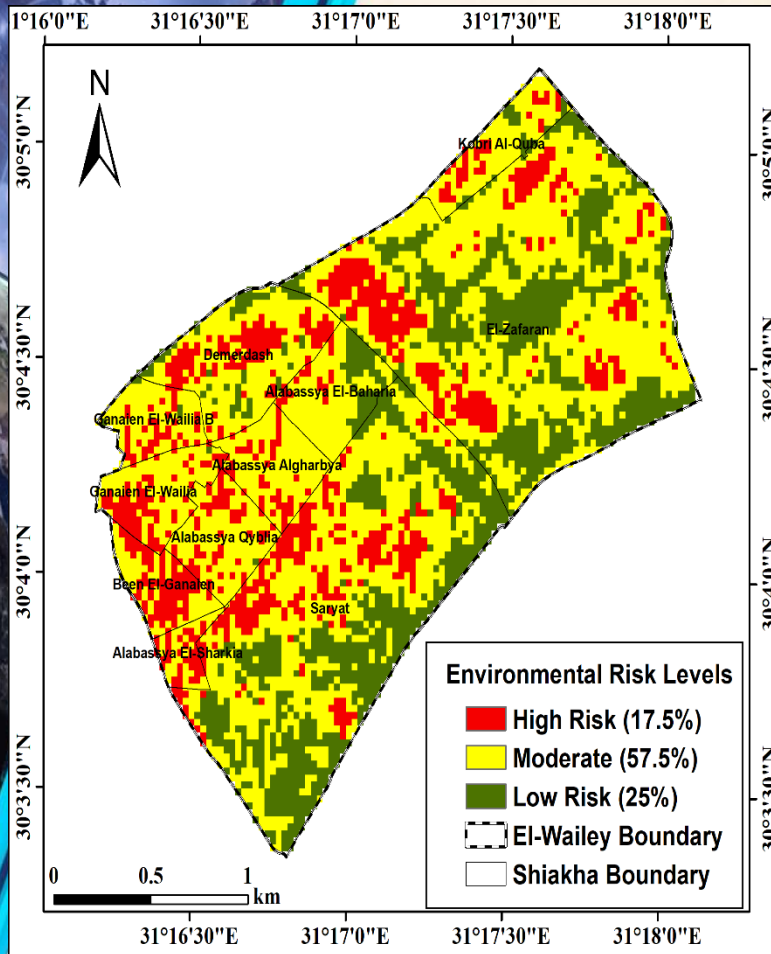 1°16'0"E 31°16'30"E 31°17'0"E 31°17'30"E 31°18'0"E
N
30°5'0"N
30°5'0"N
Kobri Al-Quba
El-Zafaran
30°4'30"N
30°4'30"N
Demerdash
Alabassya El-Baharia
Ganaien El-Wailia B
Alabassya Algharbya
Ganaien El-Wailia
Alabassya Qyblia
30°4'0"N
30°4'0"N
Been El-Ganaien
Saryat
Alabassya El-Sharkia
30°3'30"N
30°3'30"N
Environmental Risk Levels
High Risk (17.5%)
Moderate (57.5%)
Low Risk (25%)
El-Wailey Boundary
Shiakha Boundary
0 0.5 1
km
31°16'30"E 31°17'0"E 31°17'30"E 31°18'0"E